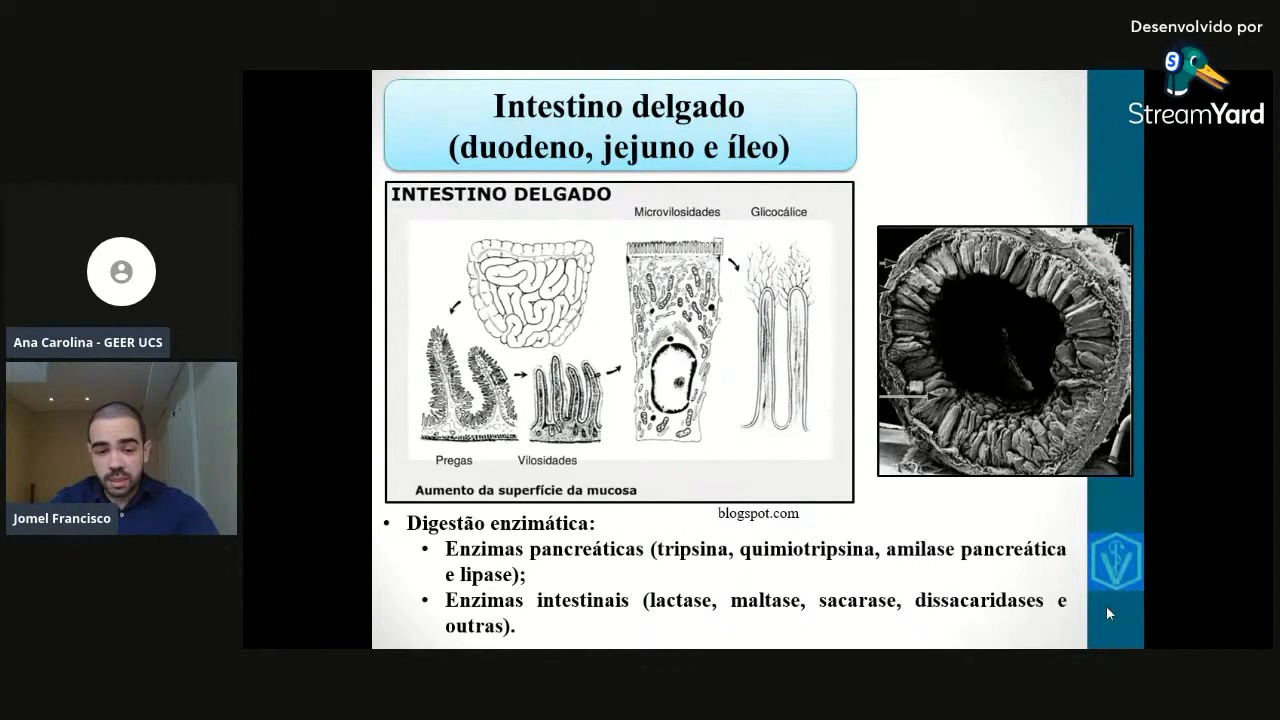 Desenvolvido por
StreamYard
Intestino delgado
(duodeno, jejuno e íleo)
INTESTINO DELGADO
Microvilosidades
Glicocálice
Pregas
Vilosidades
Aumento da superfície da mucosa
blogspot.com
Ana Carolina - GEER UCS
Jomel Francisco
• Digestão enzimática:
• Enzimas pancreáticas (tripsina, quimiotripsina, amilase pancreática
e lipase);
• Enzimas intestinais (lactase, maltase, sacarase, dissacaridases e
outras).